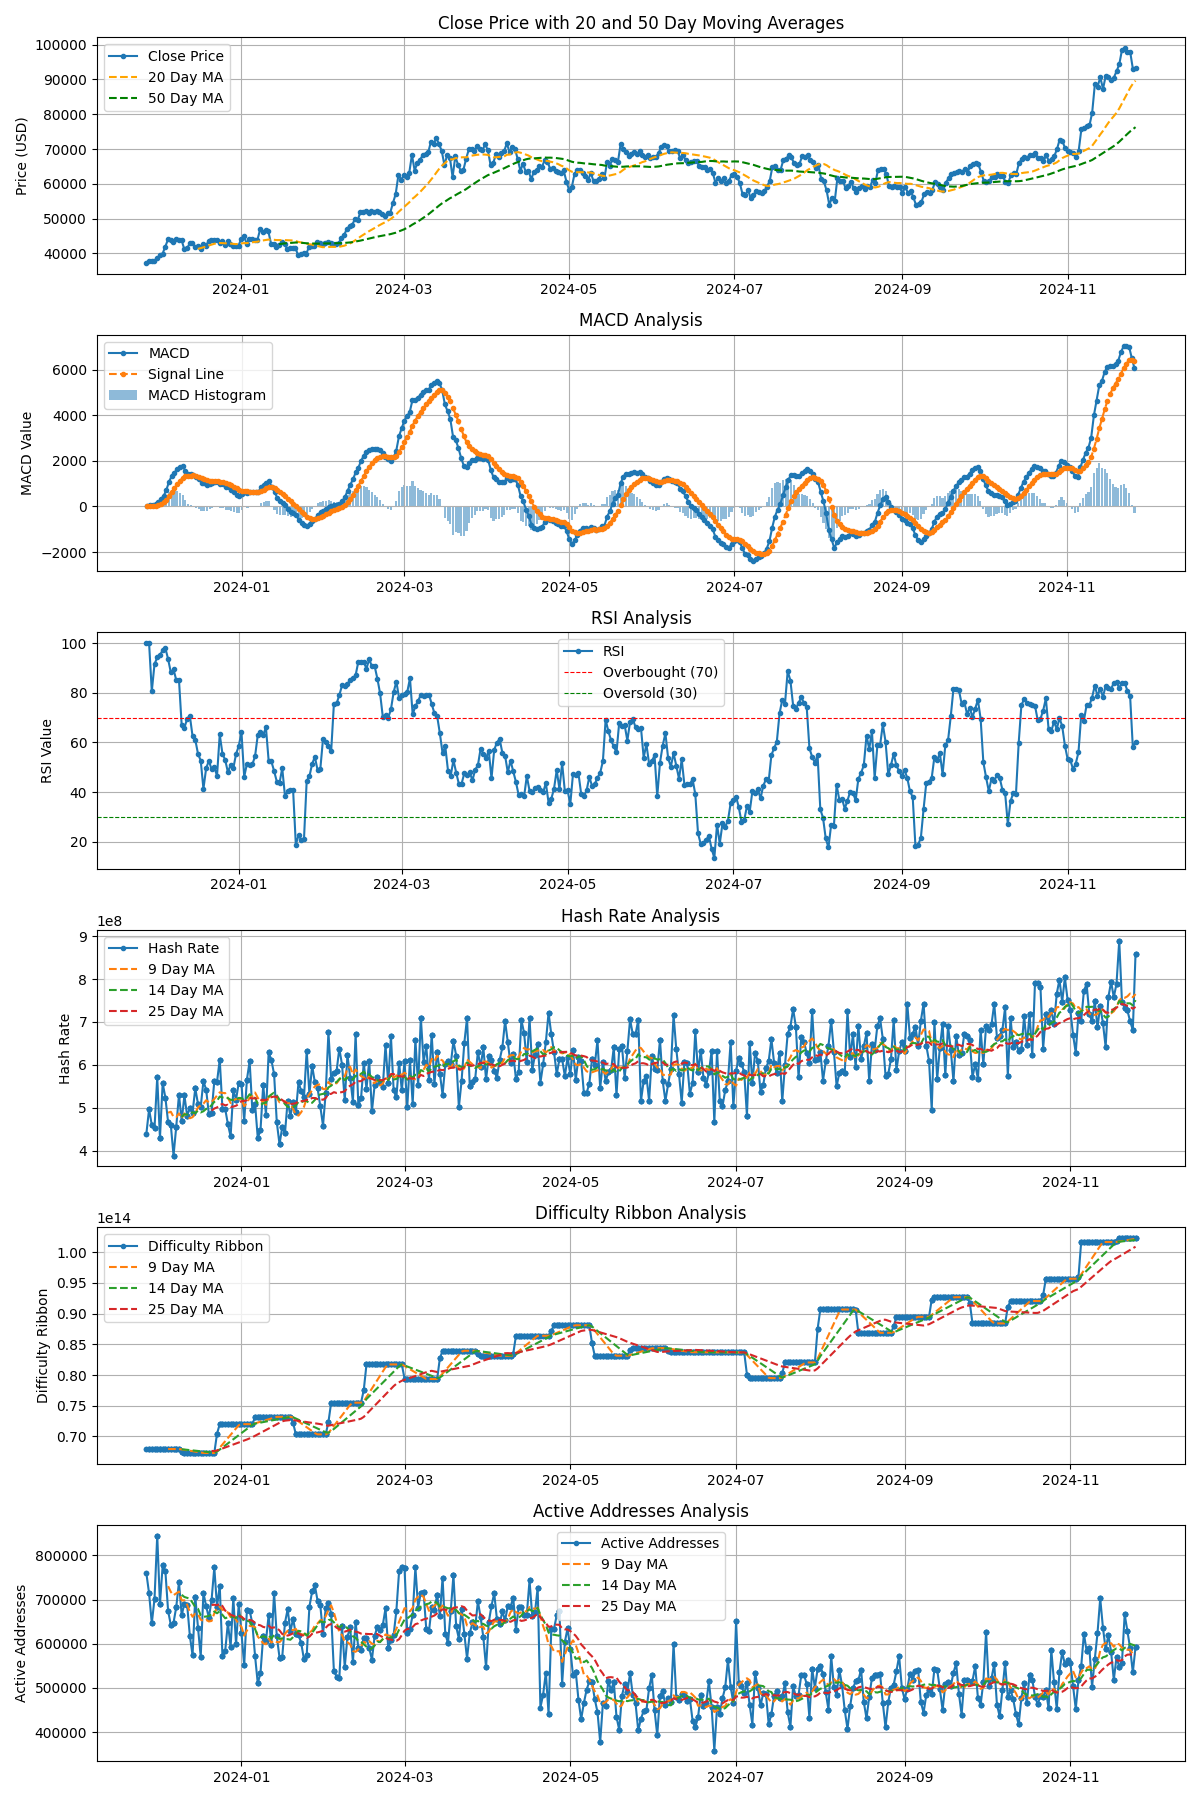 Close Price with 20 and 50 Day Moving Averages
Price (USD)
100000
90000
80000
70000
60000
50000
40000
Close Price
20 Day MA
50 Day MA
2024-01 2024-03 2024-05 2024-07 2024-09 2024-11
MACD Analysis
MACD Value
6000
4000
2000
0
−2000
MACD
Signal Line
MACD Histogram
2024-01 2024-03 2024-05 2024-07 2024-09 2024-11
RSI Analysis
RSI Value
100
80
60
40
20
RSI
Overbought (70)
Oversold (30)
2024-01 2024-03 2024-05 2024-07 2024-09 2024-11
Hash Rate Analysis
1e8
Hash Rate
9
8
7
6
5
4
Hash Rate
9 Day MA
14 Day MA
25 Day MA
2024-01 2024-03 2024-05 2024-07 2024-09 2024-11
Difficulty Ribbon Analysis
1e14
Difficulty Ribbon
1.00
0.95
0.90
0.85
0.80
0.75
0.70
Difficulty Ribbon
9 Day MA
14 Day MA
25 Day MA
2024-01 2024-03 2024-05 2024-07 2024-09 2024-11
Active Addresses Analysis
Active Addresses
800000
700000
600000
500000
400000
Active Addresses
9 Day MA
14 Day MA
25 Day MA
2024-01 2024-03 2024-05 2024-07 2024-09 2024-11